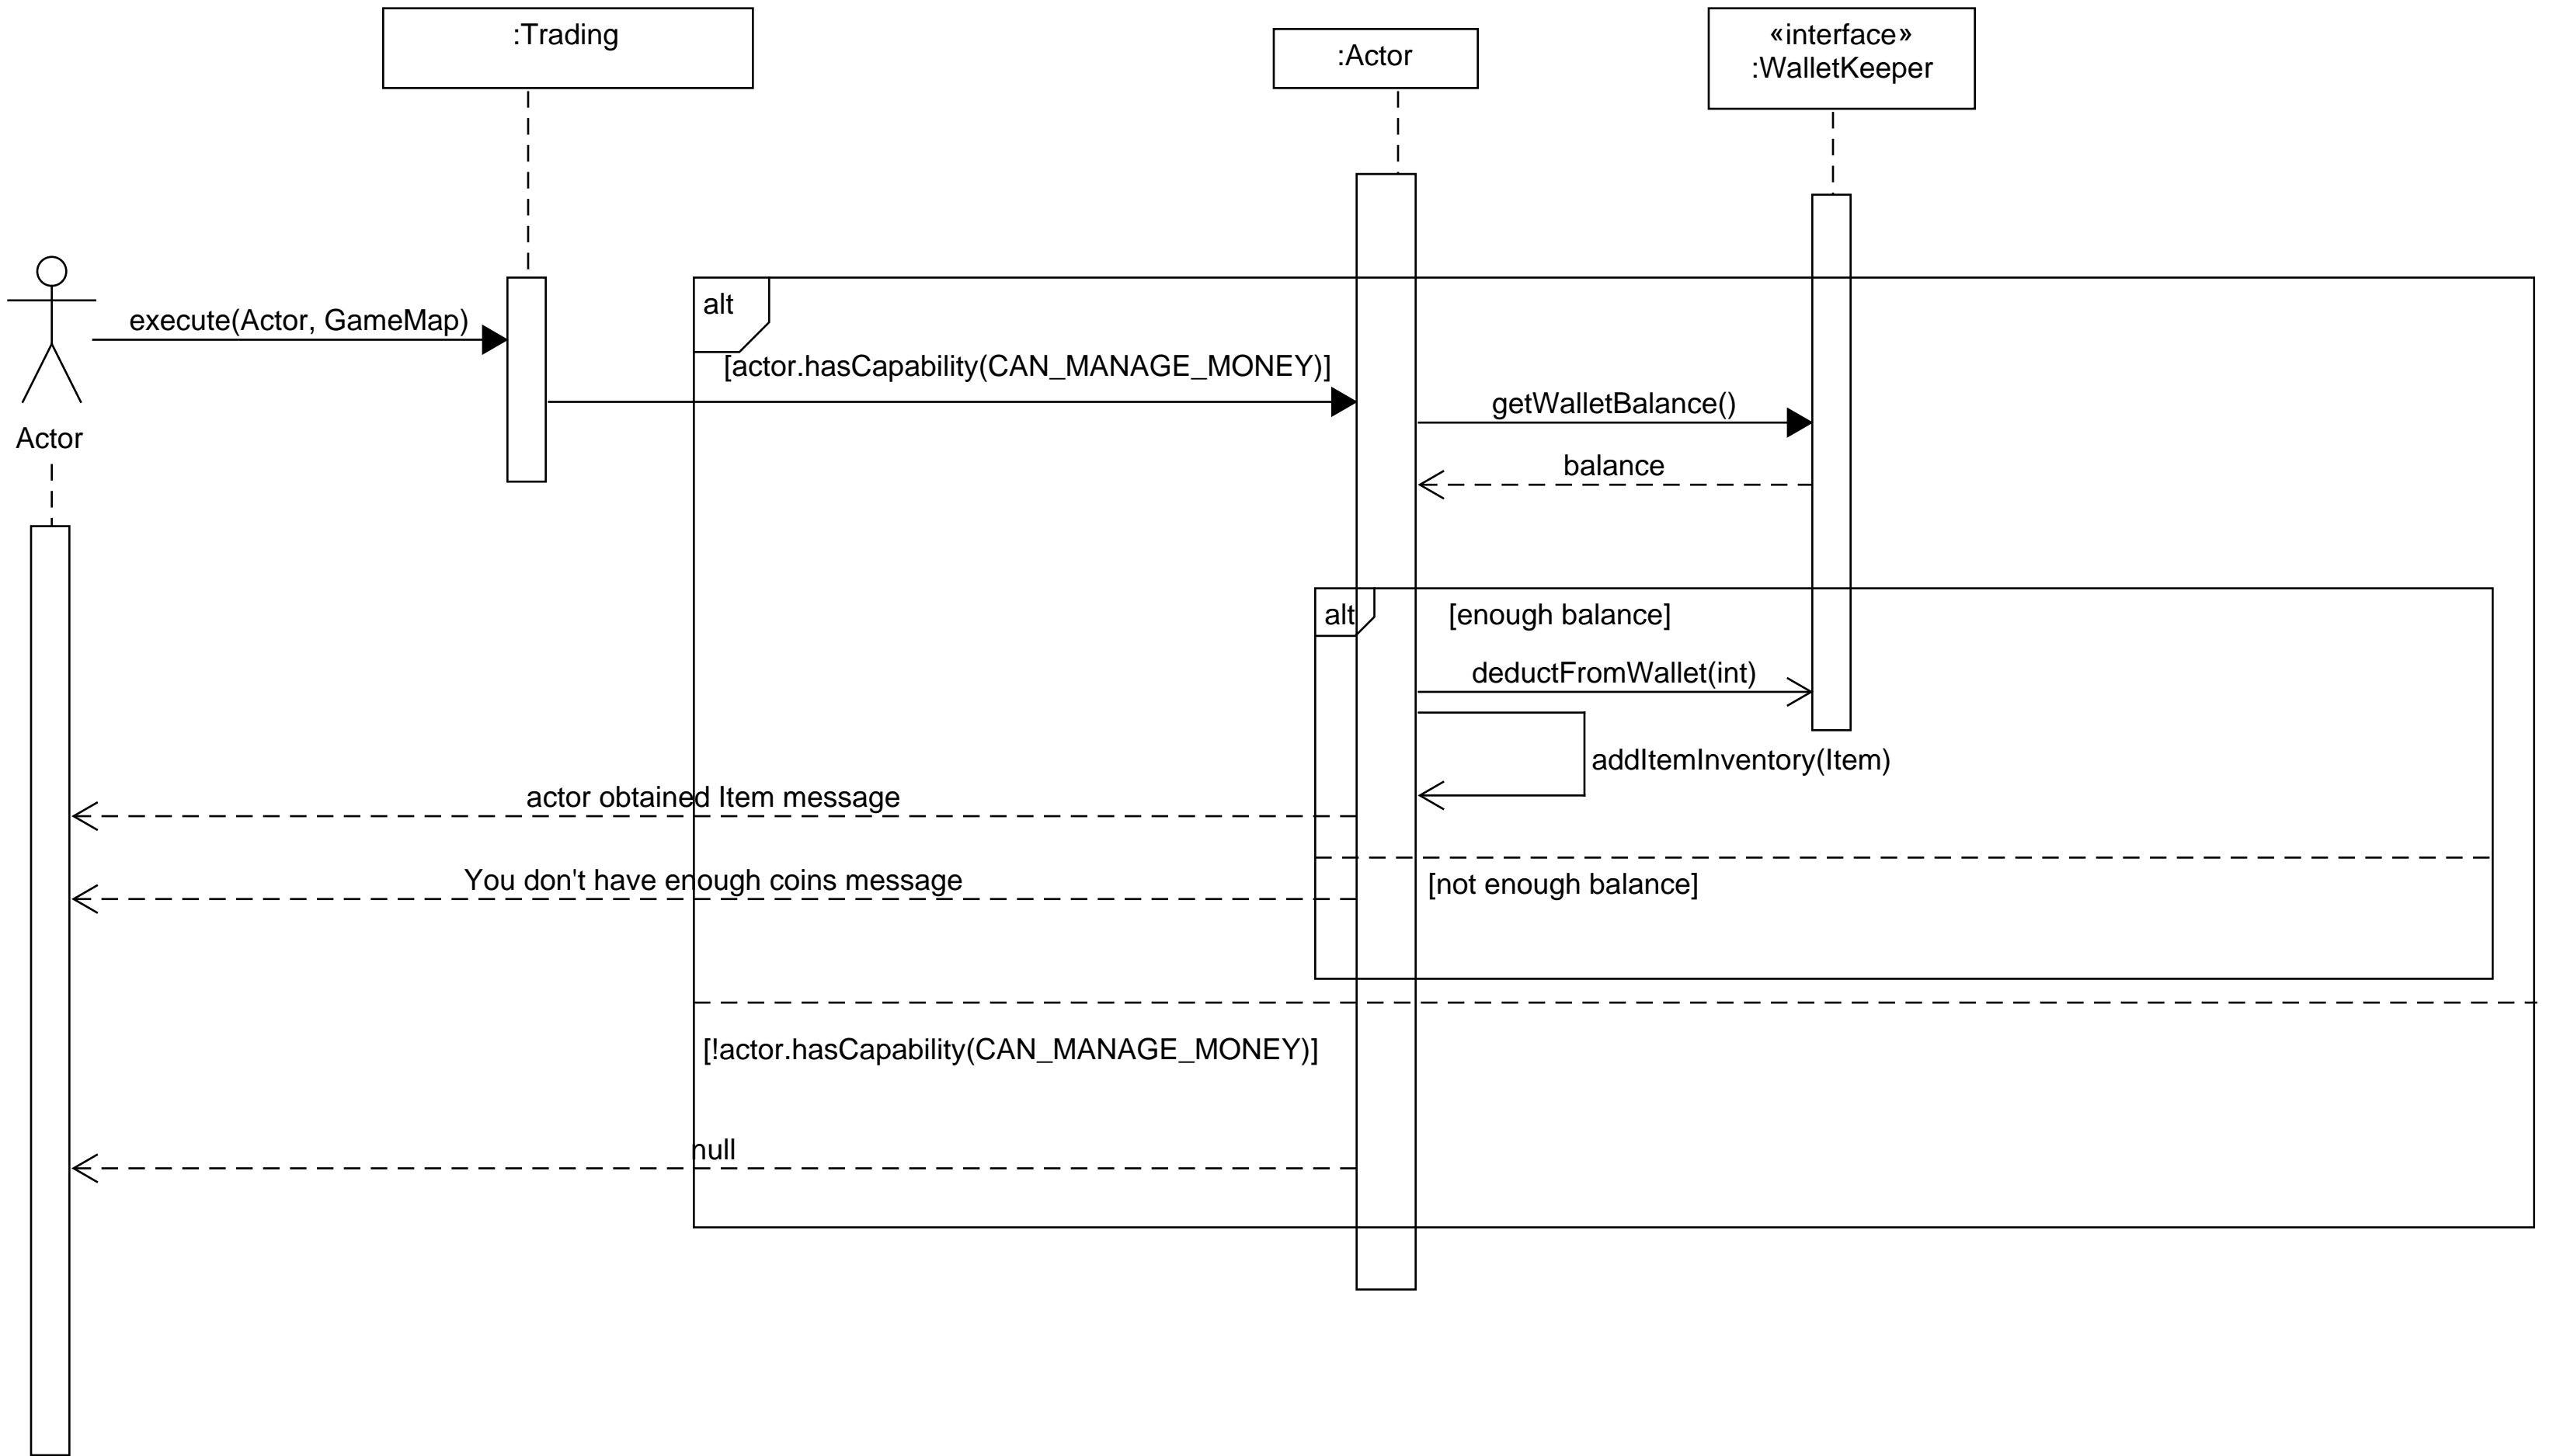 :Trading
:Actor
«interface»
:WalletKeeper
execute(Actor, GameMap)
alt
[actor.hasCapability(CAN_MANAGE_MONEY)]
getWalletBalance()
Actor
balance
alt
[enough balance]
deductFromWallet(int)
addItemInventory(Item)
actor obtained Item message
You don't have enough coins message
[not enough balance]
[!actor.hasCapability(CAN_MANAGE_MONEY)]
null